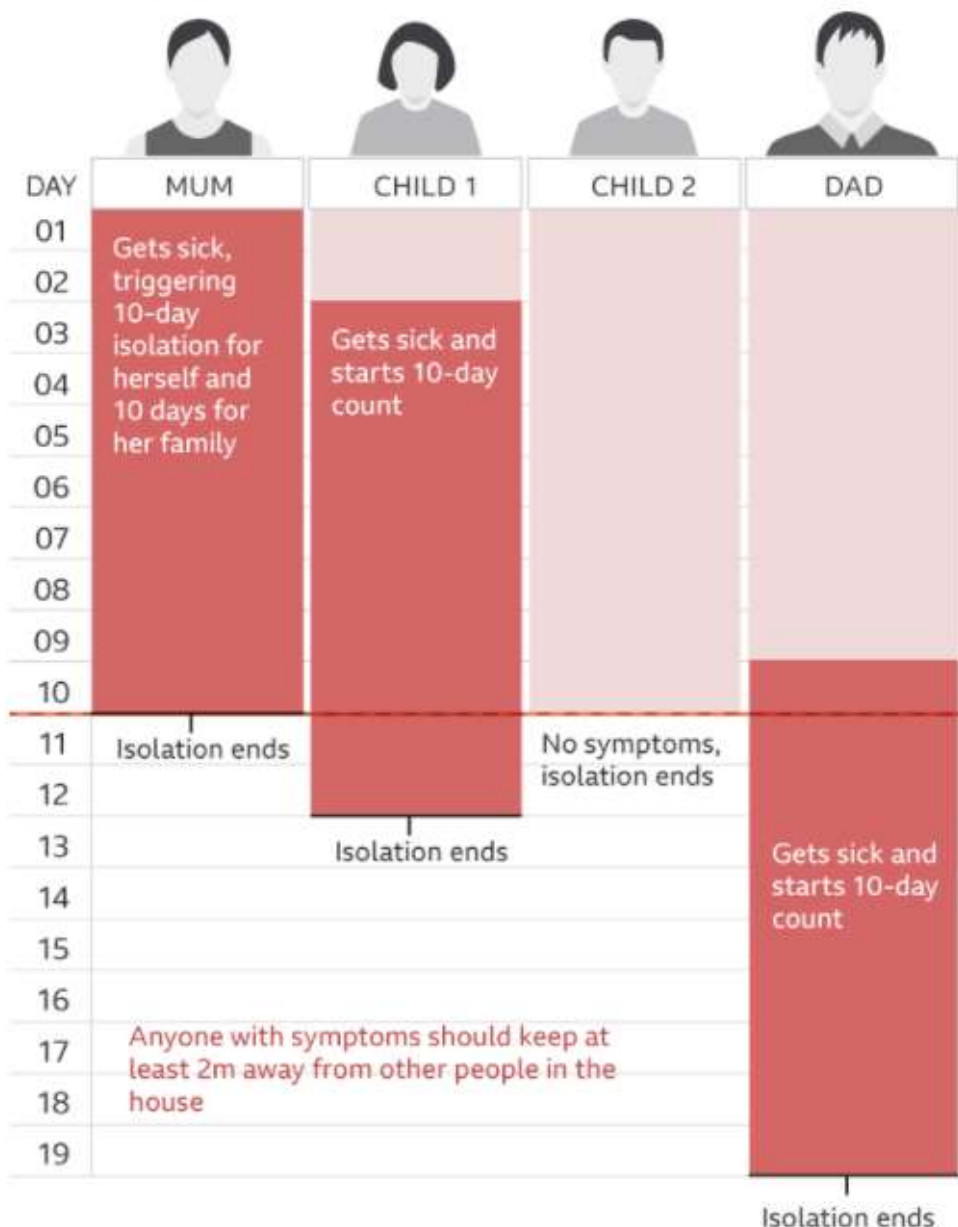 DAY MUM CHILD 1 CHILD 2 DAD
01
Gets sick,
triggering
10-day
isolation for
herself and
10 days for
her family
02
03
Gets sick and
starts 10-day
count
04
05
06
07
08
09
10
11
Isolation ends
No symptoms,
isolation ends
12
13
Isolation ends
Gets sick and
starts 10-day
count
14
15
16
17
Anyone with symptoms should keep at
least 2m away from other people in the
house
18
19
Isolation ends